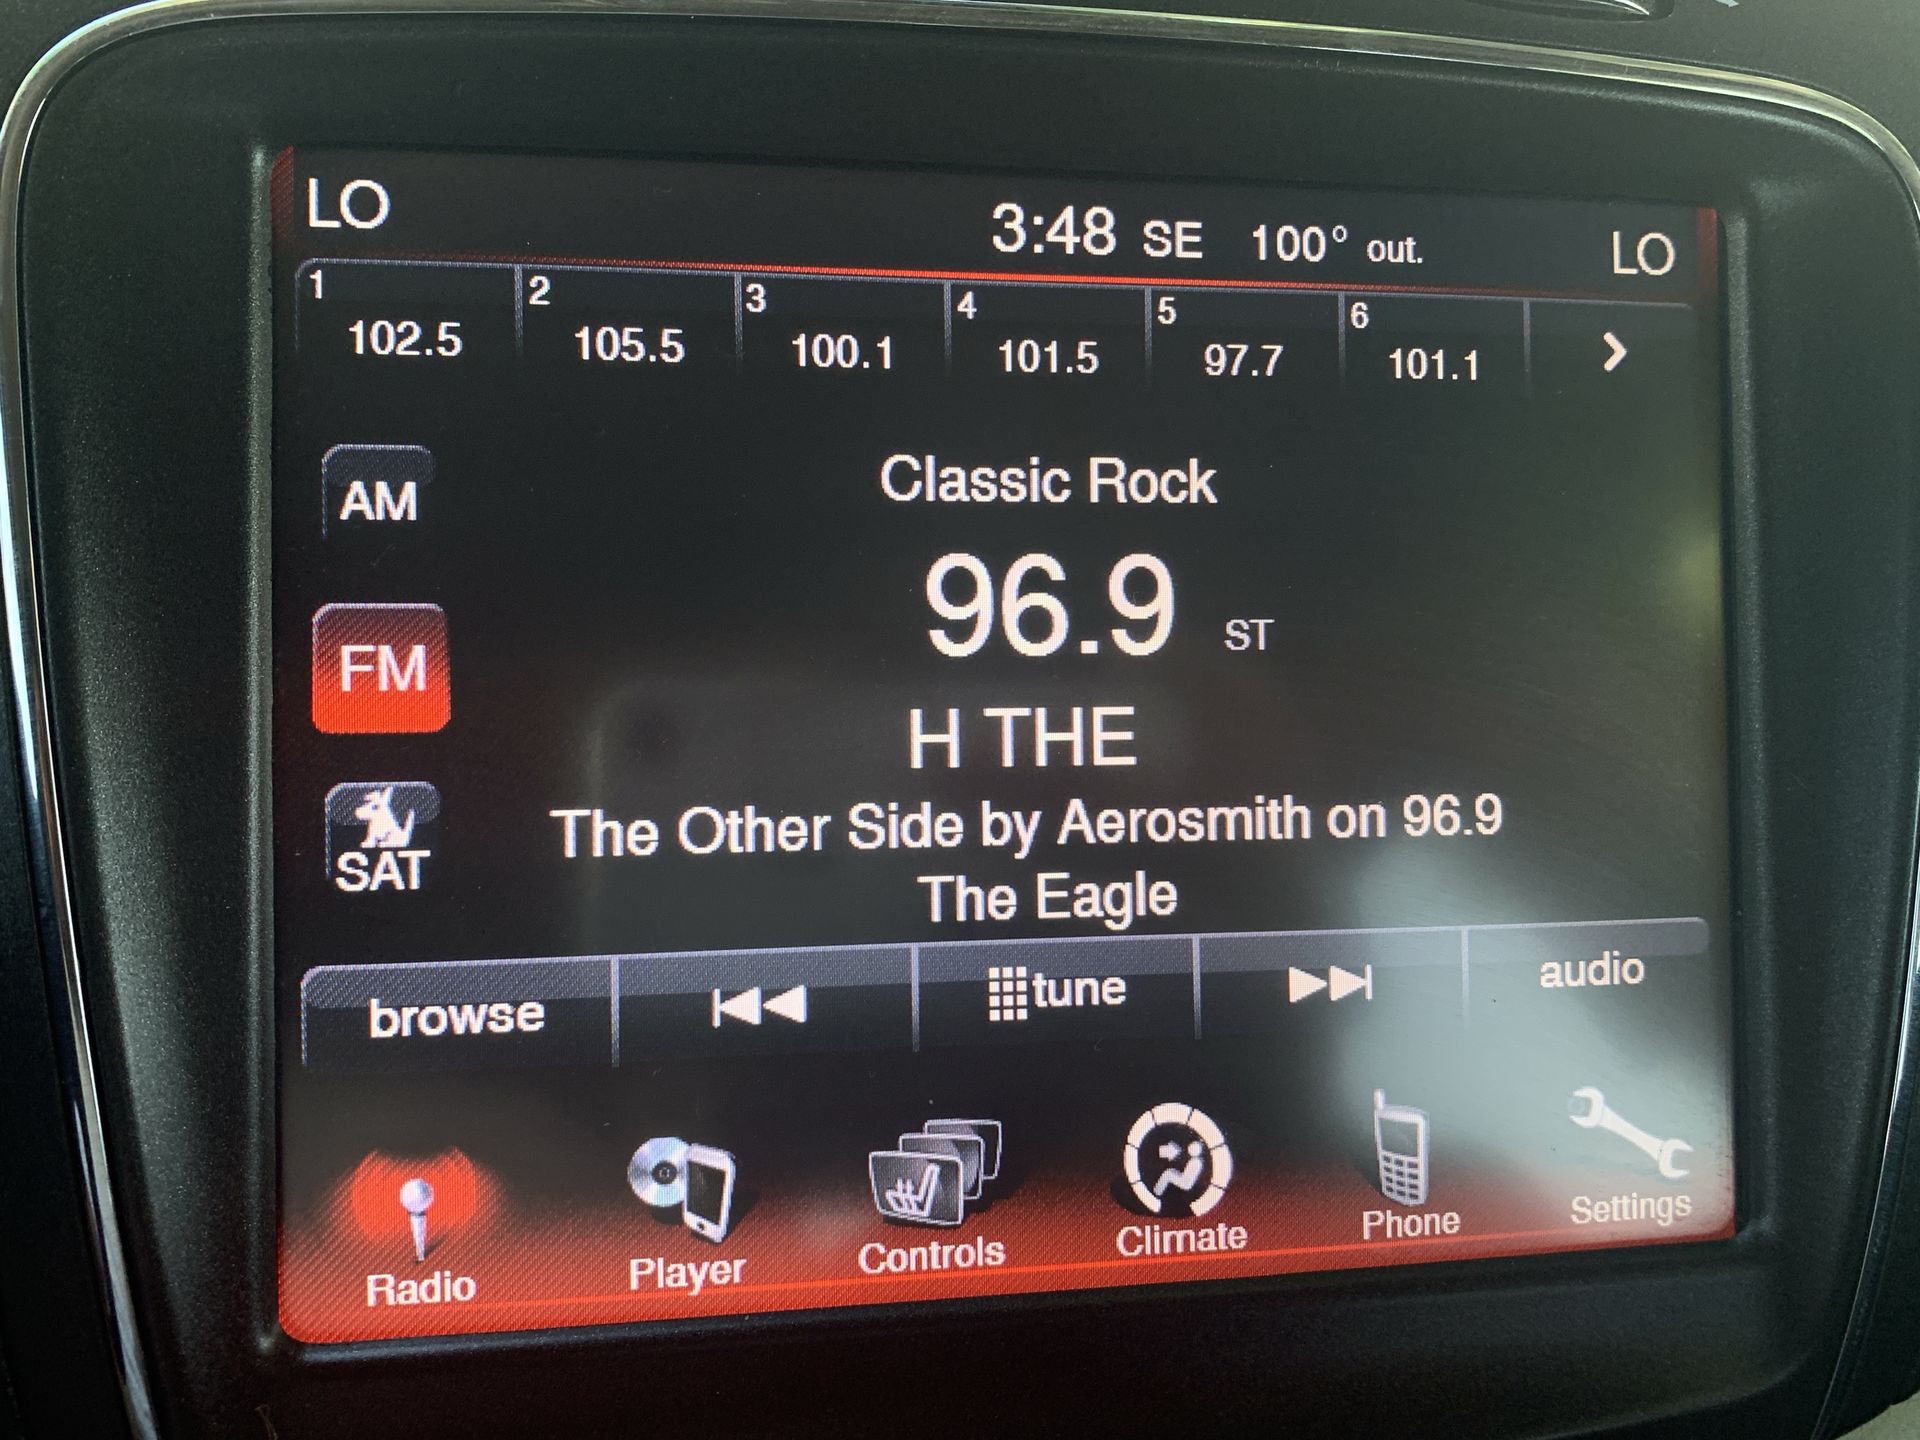 LO 3:48 SE 100° out. LO
1 2 3 4 5 6
102.5 105.5 100.1 101.5 97.7 101.1 >
Classic Rock
AM
96.9 ST
FM
H THE
The Other Side by Aerosmith on 96.9
SAT
The Eagle
browse tune audio
Radio Player Controls Climate Phone Settings